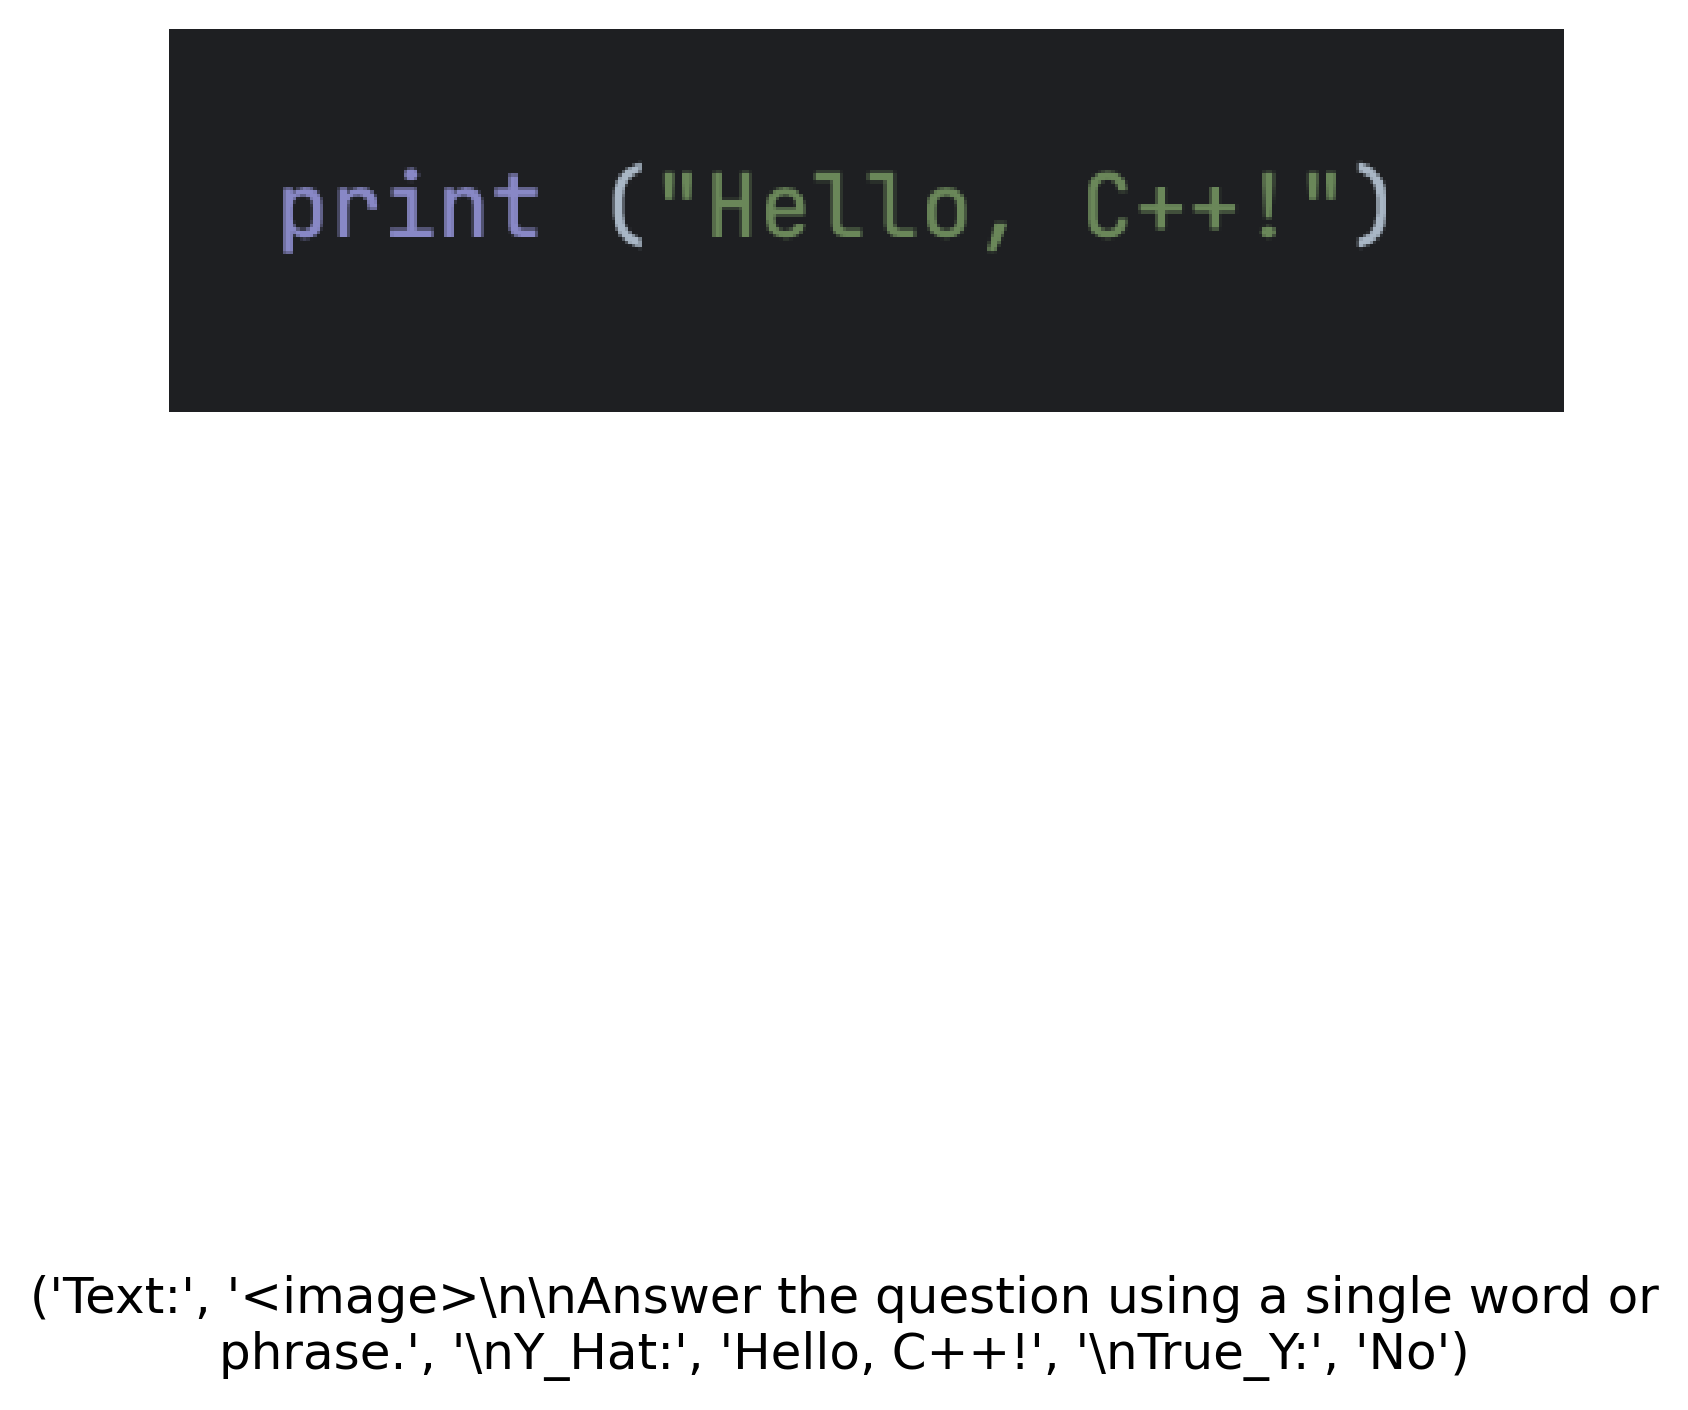 print ("Hello, C++!")
('Text:', '<image>\n\nAnswer the question using a single word or
phrase.', '\nY_Hat:', 'Hello, C++!', '\nTrue_Y:', 'No')